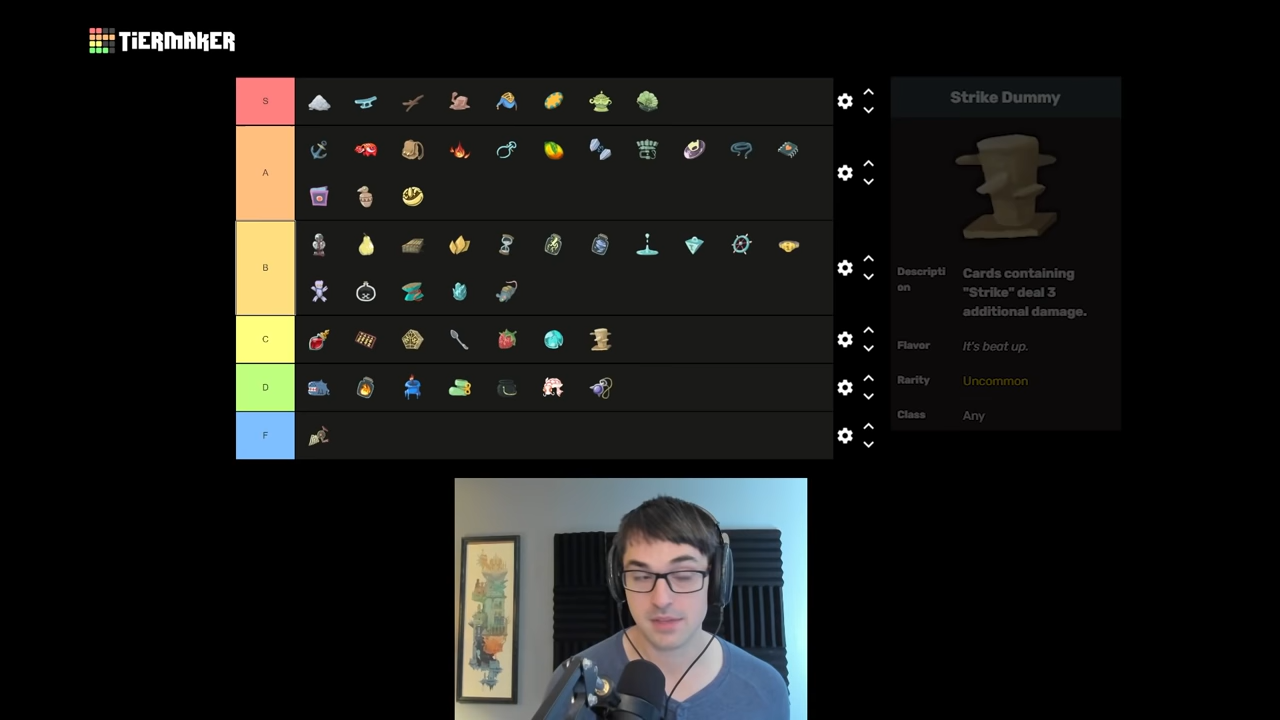 TiERMAKER
S
A
B
C
D
F
Strike Dummy
Descripti
on
Cards containing
"Strike" deal 3
additional damage.
Flavor
It's beat up.
Rarity
Uncommon
Class
Any